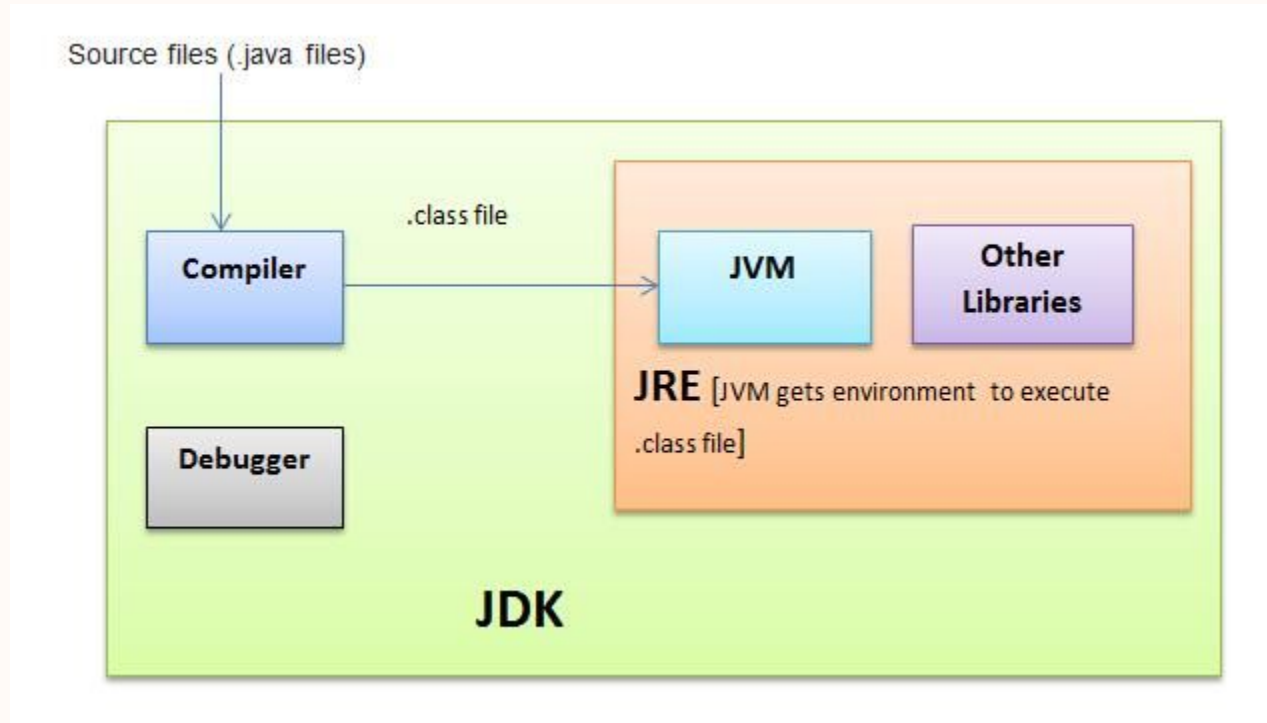 Source files (.java files)
.class file
Compiler
JVM
Other
Libraries
JRE [JVM gets environment to execute
.class file]
Debugger
JDK